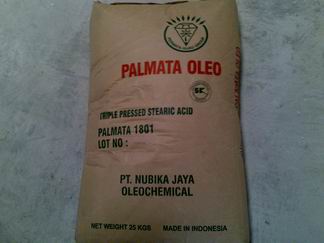 PALMATA OLEO
TRIPLE PRESSED STEARIC ACID
PALMATA 1801
LOT NO :
PT. NUBIKA JAYA
OLEOCHEMICAL
NET WEIGHT 25 KGS MADE IN INDONESIA